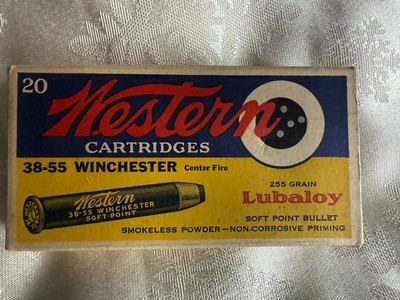 20
Western
CARTRIDGES
38-55 WINCHESTER Center Fire
Western
38-55 WINCHESTER
SOFT POINT
255 GRAIN
Lubaloy
SOFT POINT BULLET
SMOKELESS POWDER—NON-CORROSIVE PRIMING